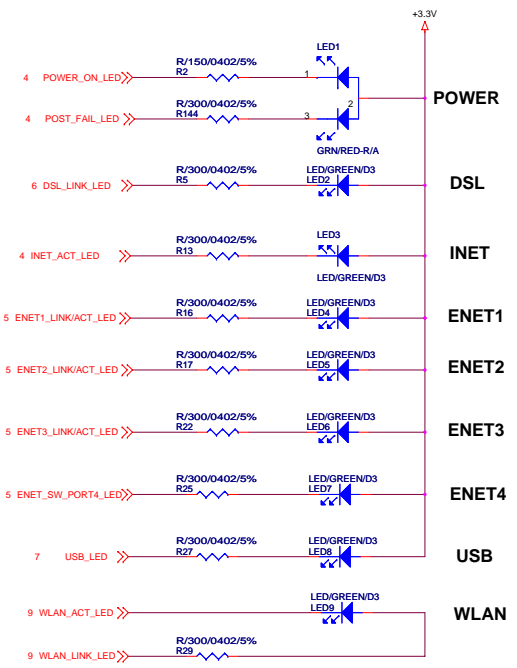 +3.3V
LED1
R/150/0402/5%
4 POWER_ON_LED R2 1
POWER
2
R/300/0402/5%
4 POST_FAIL_LED R144 3
GRN/RED-R/A
R/300/0402/5% LED/GREEN/D3
6 DSL_LINK_LED R5 LED2 DSL
R/300/0402/5% LED3
4 INET_ACT_LED R13 INET
LED/GREEN/D3
R/300/0402/5% LED/GREEN/D3
5 ENET1_LINK/ACT_LED R16 LED4 ENET1
R/300/0402/5% LED/GREEN/D3
5 ENET2_LINK/ACT_LED R17 LED5 ENET2
R/300/0402/5% LED/GREEN/D3
5 ENET3_LINK/ACT_LED R22 LED6 ENET3
R/300/0402/5% LED/GREEN/D3
5 ENET_SW_PORT4_LED R25 LED7 ENET4
R/300/0402/5% LED/GREEN/D3
7 USB_LED R27 LED8 USB
LED/GREEN/D3
9 WLAN_ACT_LED LED9 WLAN
R/300/0402/5%
9 WLAN_LINK_LED R29